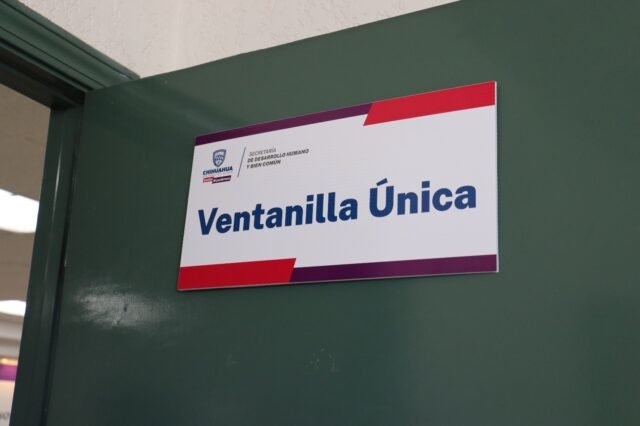 CHIHUAHUA
SECRETARÍA
DE DESARROLLO HUMANO
Y BIEN COMÚN
Ventanilla Única